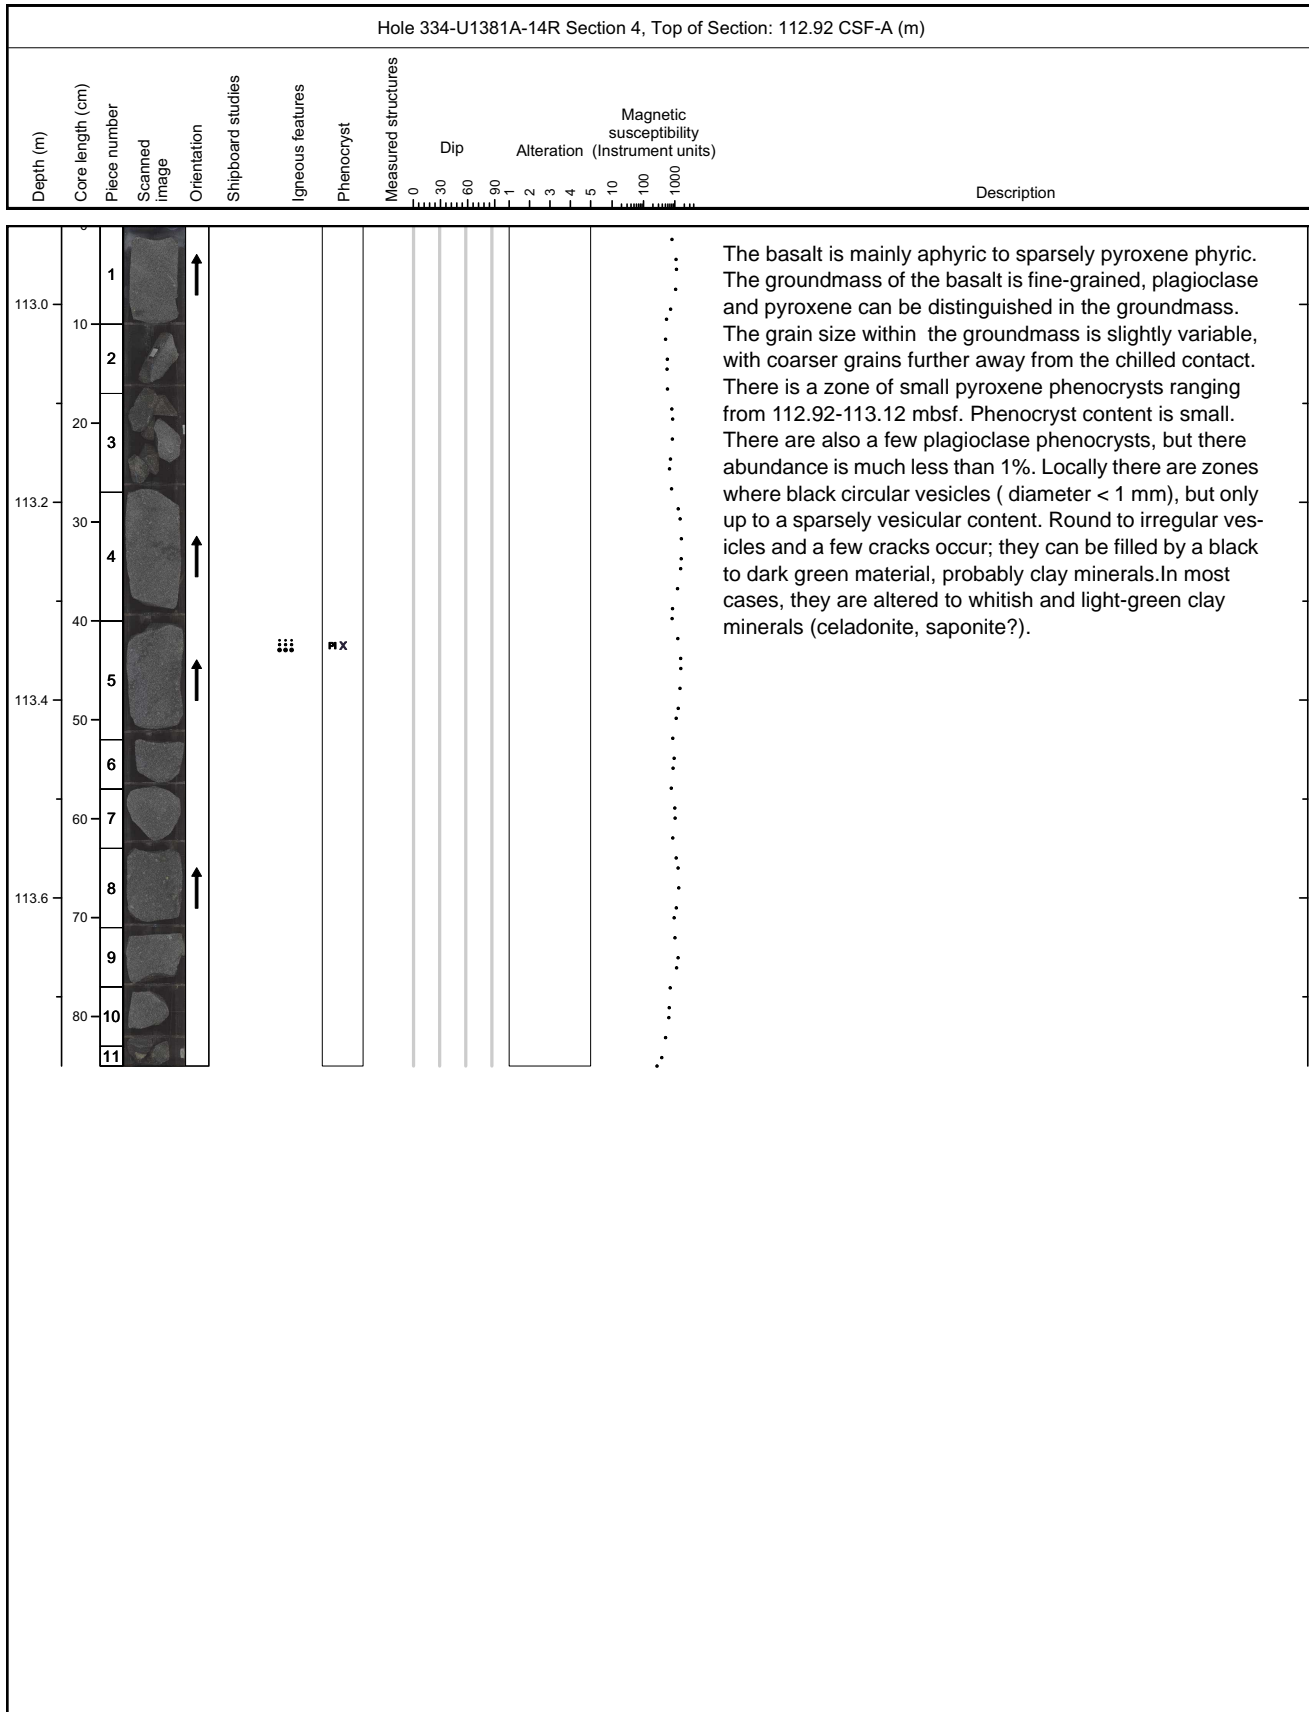 Hole 334-U1381A-14R Section 4, Top of Section: 112.92 CSF-A (m)
Depth (m)
Core length (cm)
Piece number
Scanned
image
Orientation
Shipboard studies
Igneous features
Phenocryst
Measured structures
Dip
0 30 60 90
Alteration
1 2 3 4 5
Magnetic
susceptibility
(Instrument units)
10 100 1000
Description
0
1
113.0
10
2
20
3
113.2
30
4
40
5
113.4
50
6
60
7
8
113.6
70
9
80
10
11
Pl X
The basalt is mainly aphyric to sparsely pyroxene phyric.
The groundmass of the basalt is fine-grained, plagioclase
and pyroxene can be distinguished in the groundmass.
The grain size within the groundmass is slightly variable,
with coarser grains further away from the chilled contact.
There is a zone of small pyroxene phenocrysts ranging
from 112.92-113.12 mbsf. Phenocryst content is small.
There are also a few plagioclase phenocrysts, but there
abundance is much less than 1%. Locally there are zones
where black circular vesicles ( diameter < 1 mm), but only
up to a sparsely vesicular content. Round to irregular ves-
icles and a few cracks occur; they can be filled by a black
to dark green material, probably clay minerals.In most
cases, they are altered to whitish and light-green clay
minerals (celadonite, saponite?).